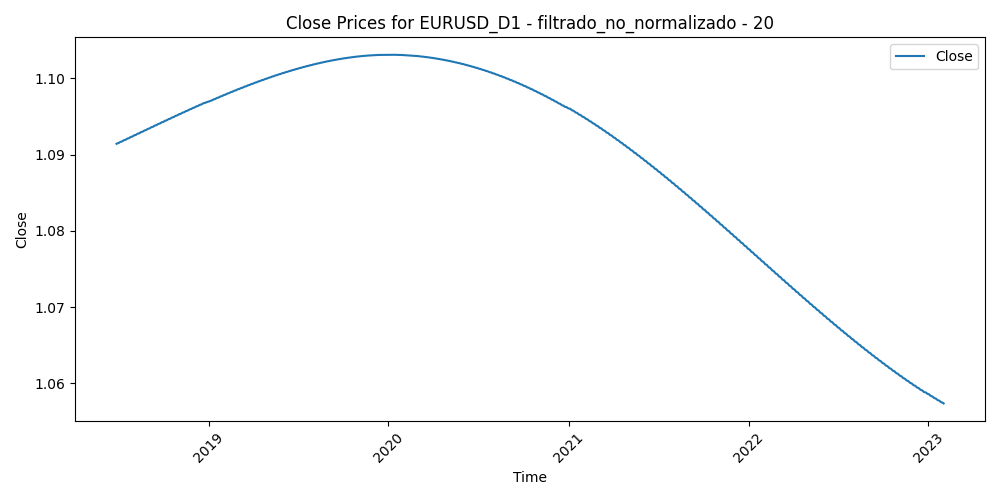 Close Prices for EURUSD_D1 - filtrado_no_normalizado - 20
Close
1.10
1.09
1.08
1.07
1.06
Close
2019
2020
2021
2022
2023
Time